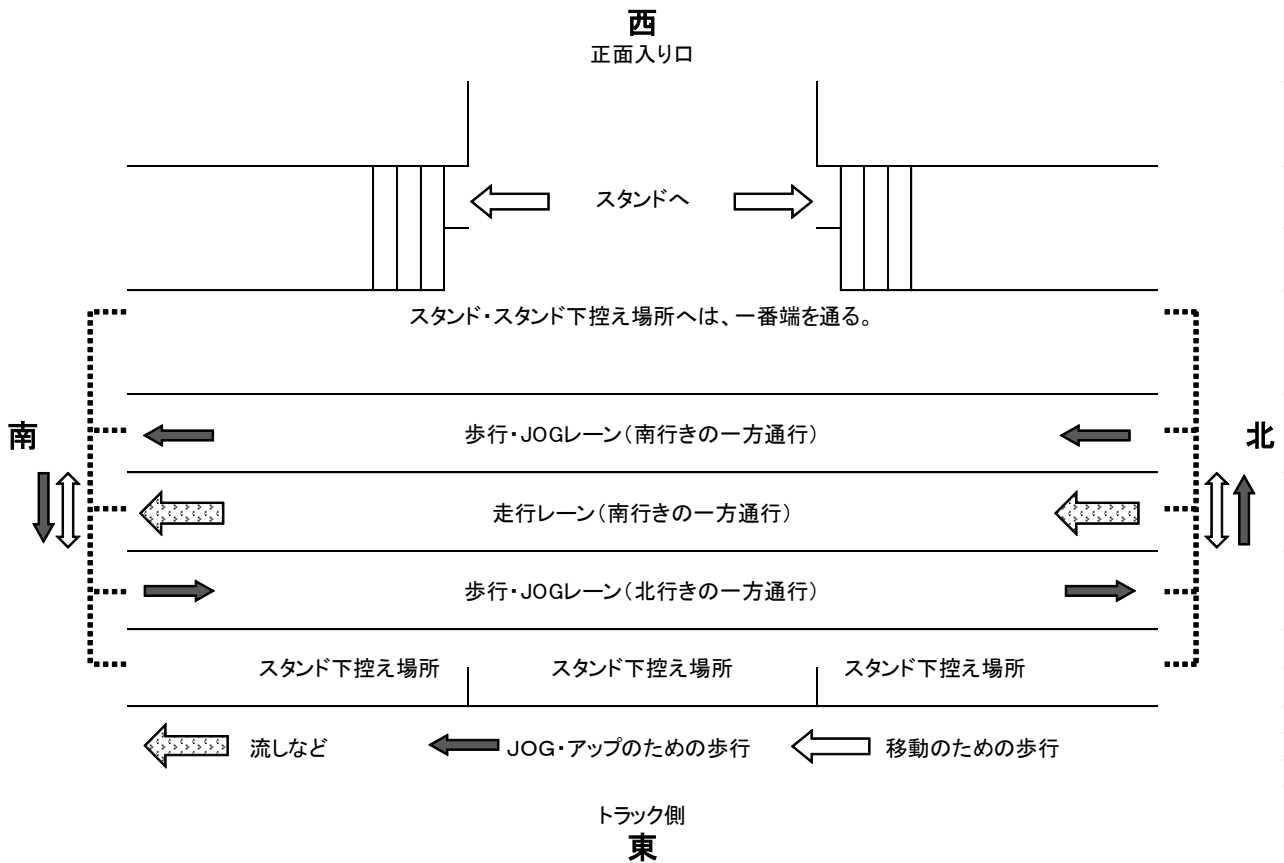 西
正面入り口
スタンドへ
スタンド・スタンド下控え場所へは、一番端を通る。
南
北
歩行・JOGレーン(南行きの一方通行)
走行レーン(南行きの一方通行)
歩行・JOGレーン(北行きの一方通行)
スタンド下控え場所
スタンド下控え場所
スタンド下控え場所
流しなど
JOG・アップのための歩行
移動のための歩行
トラック側
東